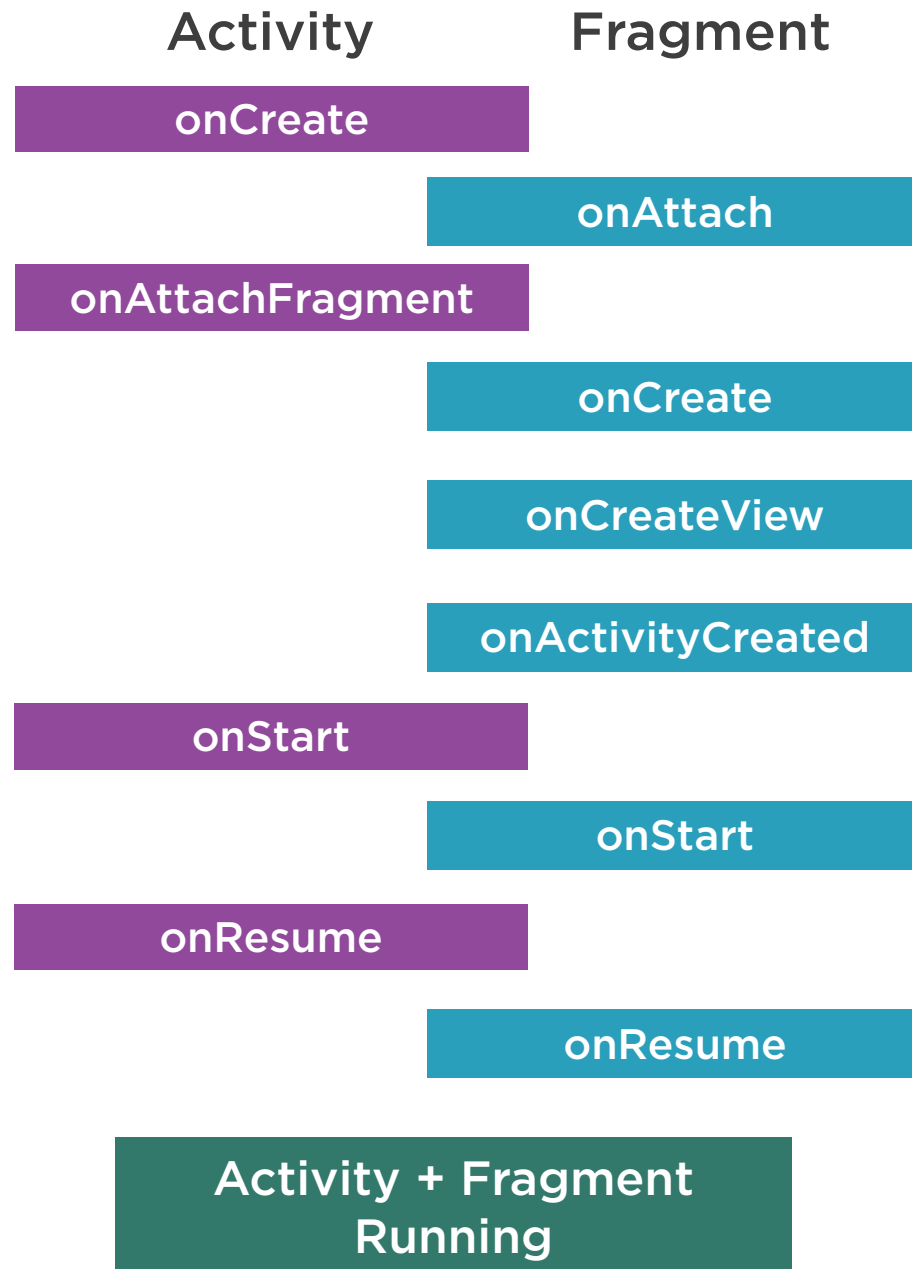 Activity Fragment
onCreate
onAttach
onAttachFragment
onCreate
onCreateView
onActivityCreated
onStart
onStart
onResume
onResume
Activity + Fragment
Running